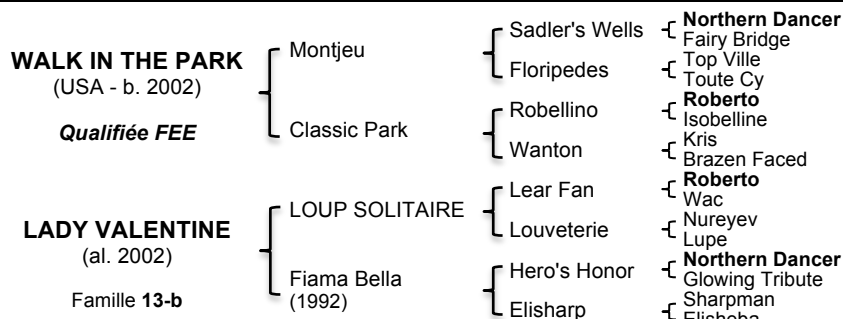 WALK IN THE PARK
(USA - b. 2002)
Qualifiée FEE
LADY VALENTINE
(al. 2002)
Famille 13-b
Montjeu
Classic Park
LOUP SOLITAIRE
Fiama Bella
(1992)
Sadler's Wells
Floripedes
Robellino
Wanton
Lear Fan
Louveterie
Hero's Honor
Elisharp
Northern Dancer
Fairy Bridge
Top Ville
Toute Cy
Roberto
Isobelline
Kris
Brazen Faced
Roberto
Wac
Nureyev
Lupe
Northern Dancer
Glowing Tribute
Sharpman
Elisheba